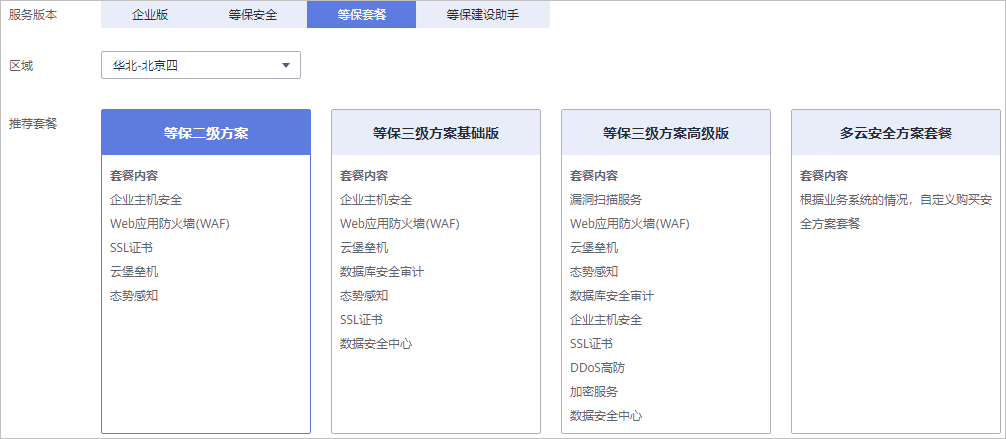 服务版本
企业版
等保安全
等保套餐
等保建设助手
区域
华北-北京四
推荐套餐
等保二级方案
套餐内容
企业主机安全
Web应用防火墙(WAF)
SSL证书
云堡垒机
态势感知
等保三级方案基础版
套餐内容
企业主机安全
Web应用防火墙(WAF)
云堡垒机
数据库安全审计
态势感知
SSL证书
数据安全中心
等保三级方案高级版
套餐内容
漏洞扫描服务
Web应用防火墙(WAF)
云堡垒机
态势感知
数据库安全审计
企业主机安全
SSL证书
DDoS高防
加密服务
数据安全中心
多云安全方案套餐
套餐内容
根据业务系统的情况，自定义购买安
全方案套餐